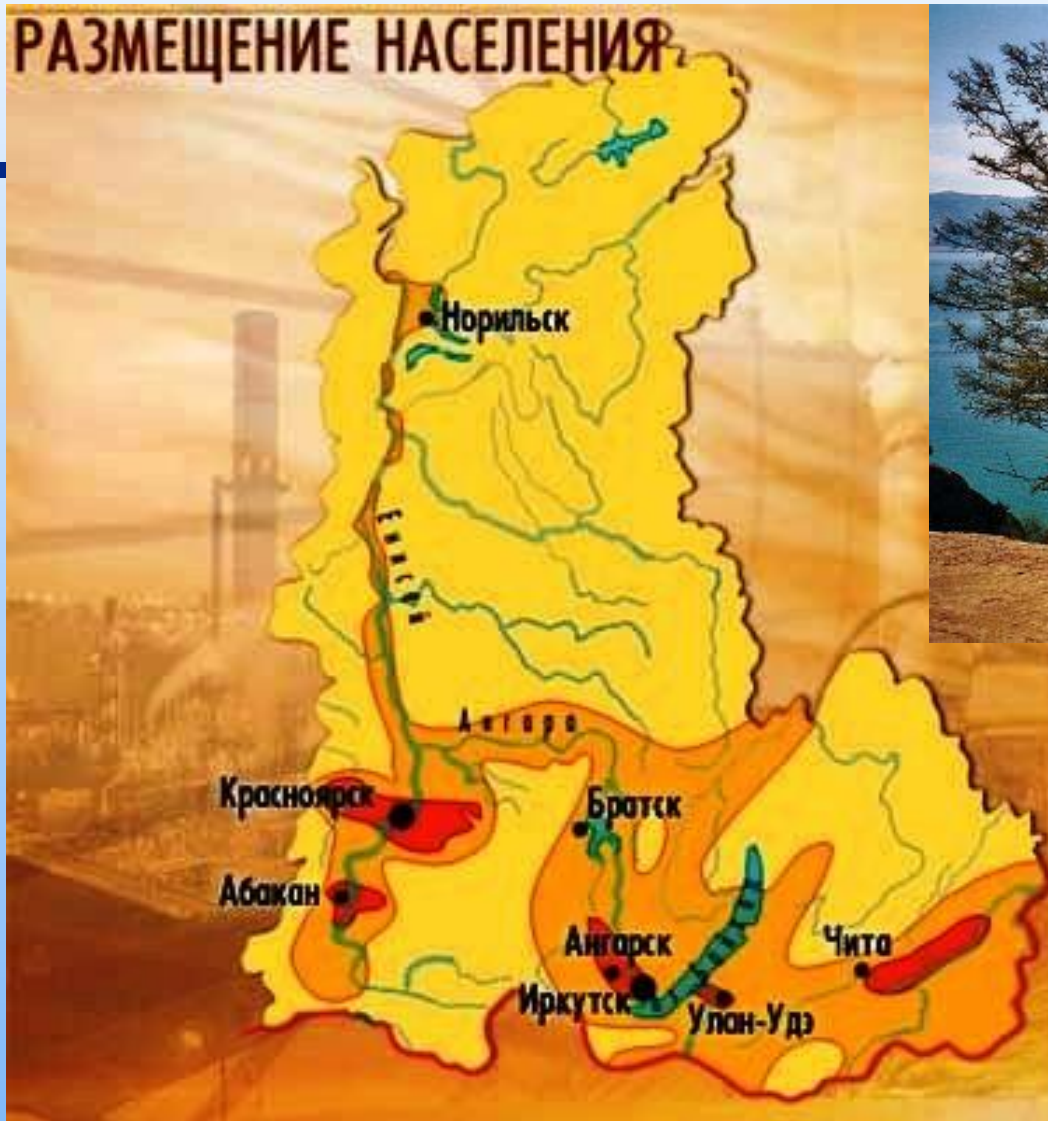 РАЗМЕЩЕНИЕ НАСЕЛЕНИЯ
Норильск
Енисей
Ангара
Красноярск
Братск
Абакан
Ангарск
Чита
Иркутск
Улан-Удэ